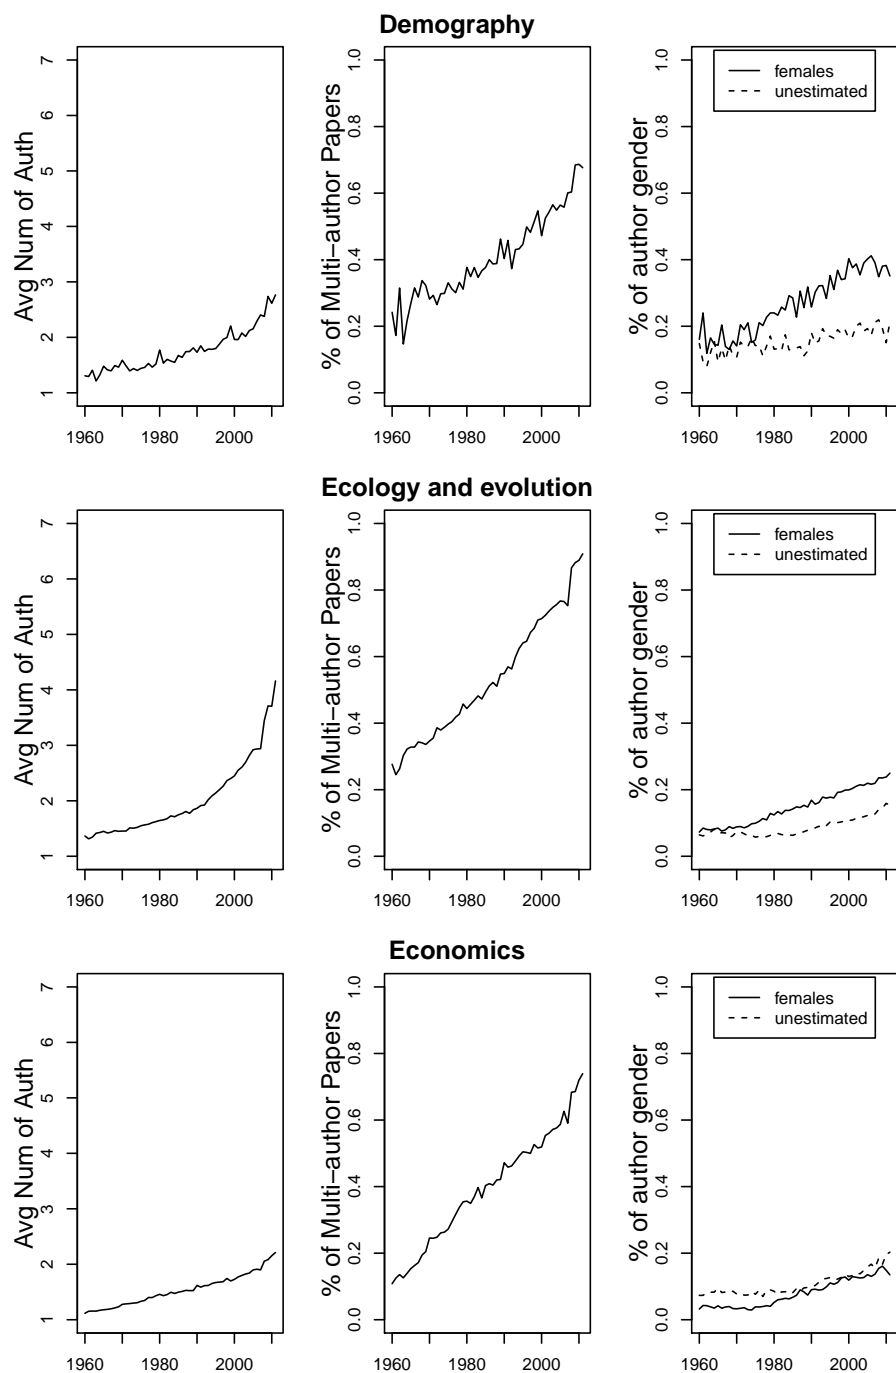 Demography
Avg Num of Auth
1 2 3 4 5 6 7
1960 1980 2000
% of Multi−author Papers
0.0 0.2 0.4 0.6 0.8 1.0
1960 1980 2000
% of author gender
0.0 0.2 0.4 0.6 0.8 1.0
1960 1980 2000
females
unestimated
Ecology and evolution
Avg Num of Auth
1 2 3 4 5 6 7
1960 1980 2000
% of Multi−author Papers
0.0 0.2 0.4 0.6 0.8 1.0
1960 1980 2000
% of author gender
0.0 0.2 0.4 0.6 0.8 1.0
1960 1980 2000
females
unestimated
Economics
Avg Num of Auth
1 2 3 4 5 6 7
1960 1980 2000
% of Multi−author Papers
0.0 0.2 0.4 0.6 0.8 1.0
1960 1980 2000
% of author gender
0.0 0.2 0.4 0.6 0.8 1.0
1960 1980 2000
females
unestimated